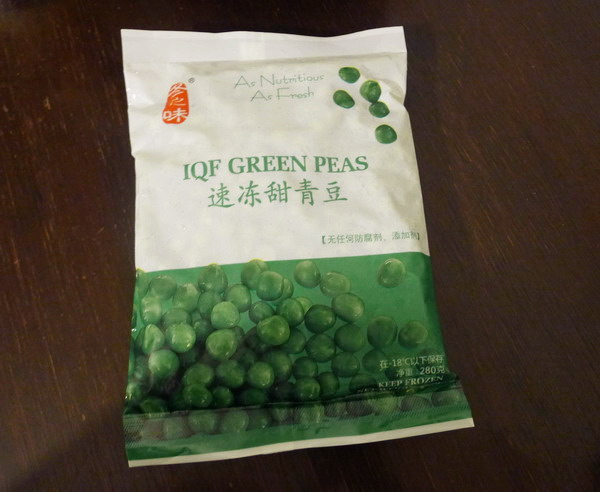 As Nutritious
As Fresh
冬之味
®
IQF GREEN PEAS
速冻甜青豆
【无任何防腐剂、添加剂】
在-18℃以下保存
净重:280克
KEEP FROZEN